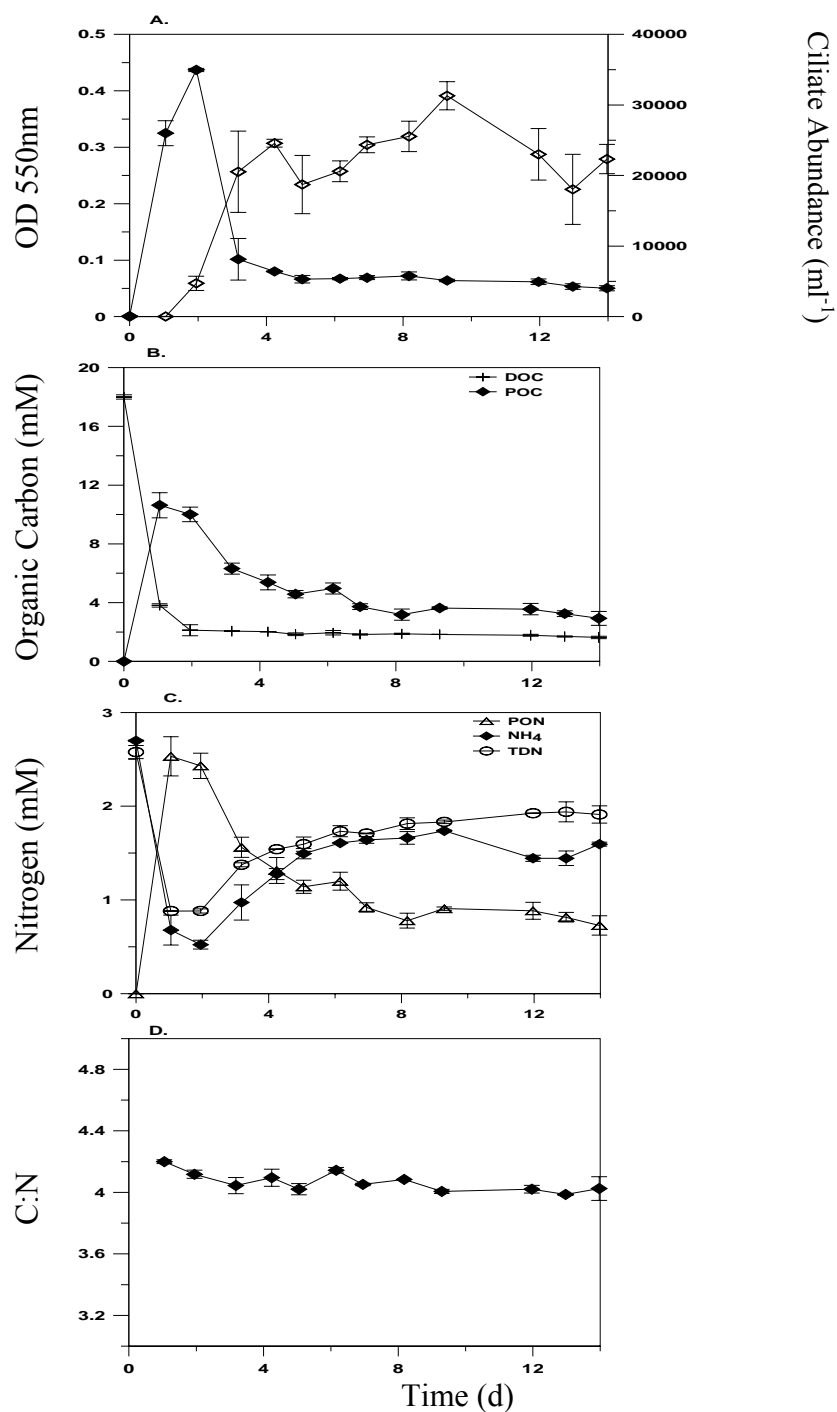 A.
0.5 40000
0.4
30000
0.3
20000
0.2
10000
0.1
0 0
0 4 8 12
OD 550nm
Ciliate Abundance (ml⁻¹)
B.
20
16
12
8
4
0
0 4 8 12
DOC
POC
Organic Carbon (mM)
C.
3
2
1
0
0 4 8 12
PON
NH₄
TDN
Nitrogen (mM)
D.
4.8
4.4
4
3.6
3.2
0 4 8 12
C:N
Time (d)